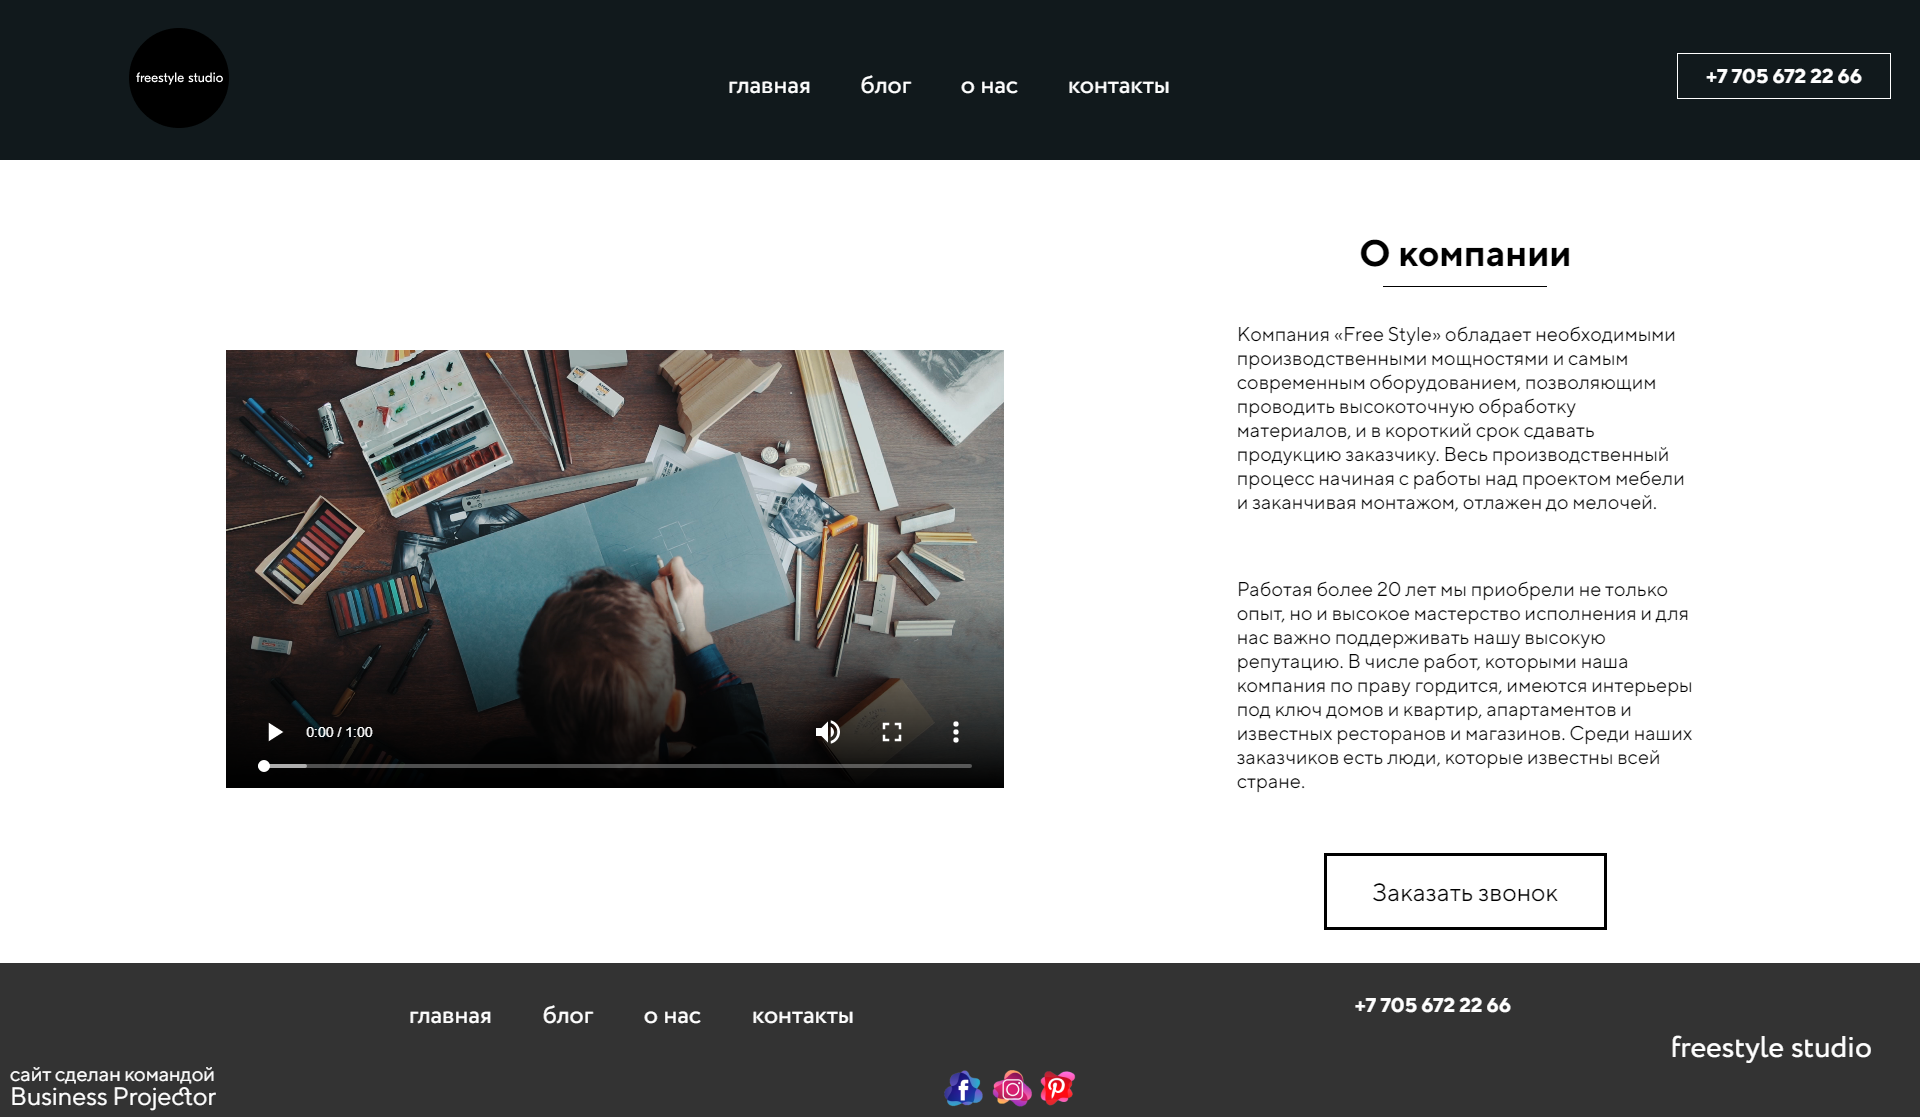 freestyle studio
главная
блог
о нас
контакты
+7 705 672 22 66
О компании
Компания «Free Style» обладает необходимыми
производственными мощностями и самым
современным оборудованием, позволяющим
проводить высокоточную обработку
материалов, и в короткий срок сдавать
продукцию заказчику. Весь производственный
процесс начиная с работы над проектом мебели
и заканчивая монтажом, отлажен до мелочей.
Работая более 20 лет мы приобрели не только
опыт, но и высокое мастерство исполнения и для
нас важно поддерживать нашу высокую
репутацию. В числе работ, которыми наша
компания по праву гордится, имеются интерьеры
под ключ домов и квартир, апартаментов и
известных ресторанов и магазинов. Среди наших
заказчиков есть люди, которые известны всей
стране.
0:00 / 1:00
Заказать звонок
главная
блог
о нас
контакты
+7 705 672 22 66
freestyle studio
сайт сделан командой
Business Projector